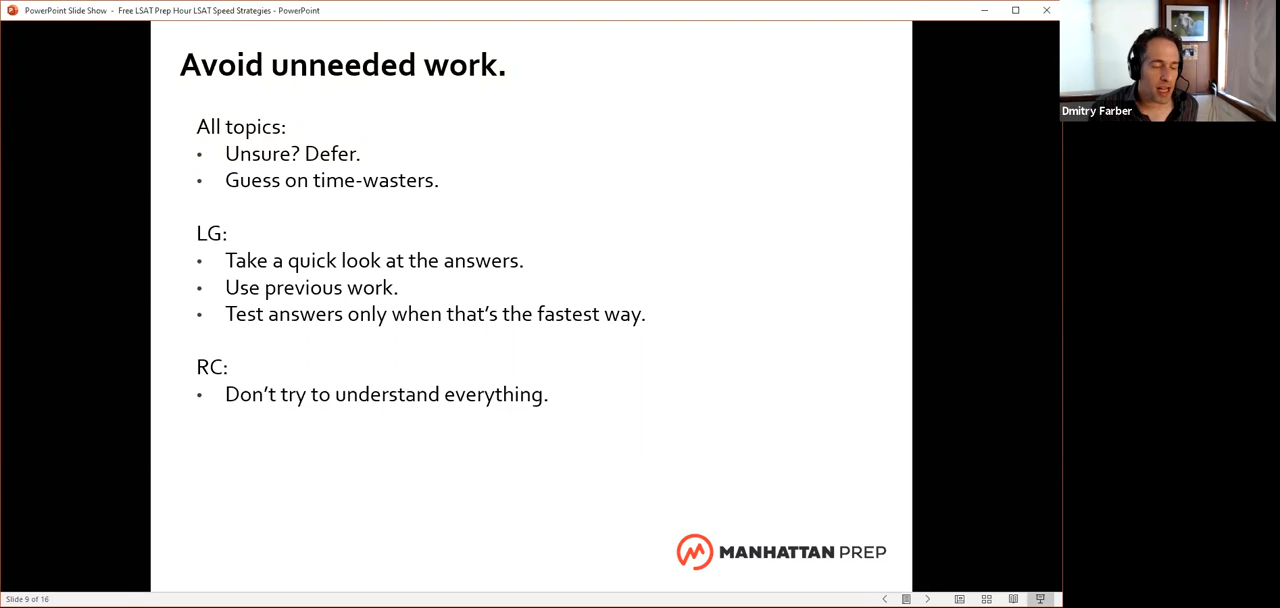 PowerPoint Slide Show - Free LSAT Prep Hour LSAT Speed Strategies - PowerPoint
Avoid unneeded work.
All topics:
• Unsure? Defer.
• Guess on time-wasters.
LG:
• Take a quick look at the answers.
• Use previous work.
• Test answers only when that's the fastest way.
RC:
• Don't try to understand everything.
MANHATTAN PREP
Slide 9 of 16
Dmitry Farber